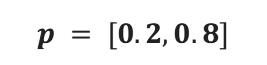 p = [0.2, 0.8]